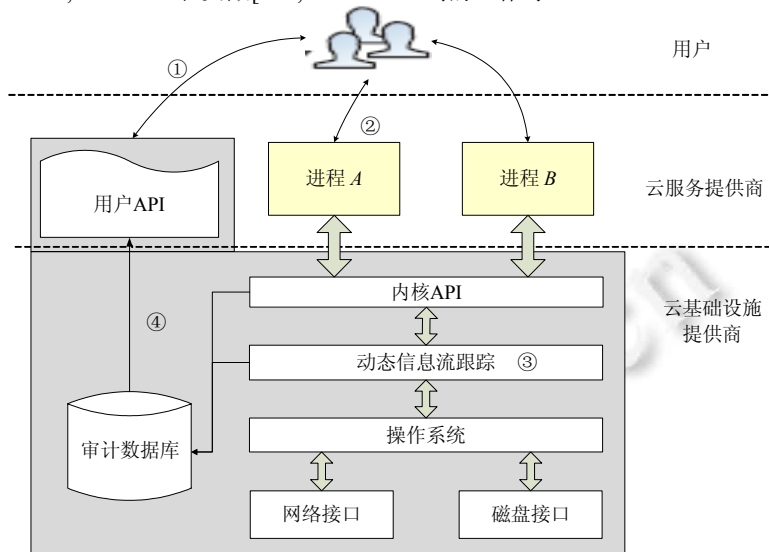 用户
①
②
进程 A
进程 B
用户API
云服务提供商
内核API
云基础设施
提供商
④
动态信息流跟踪 ③
操作系统
审计数据库
网络接口
磁盘接口